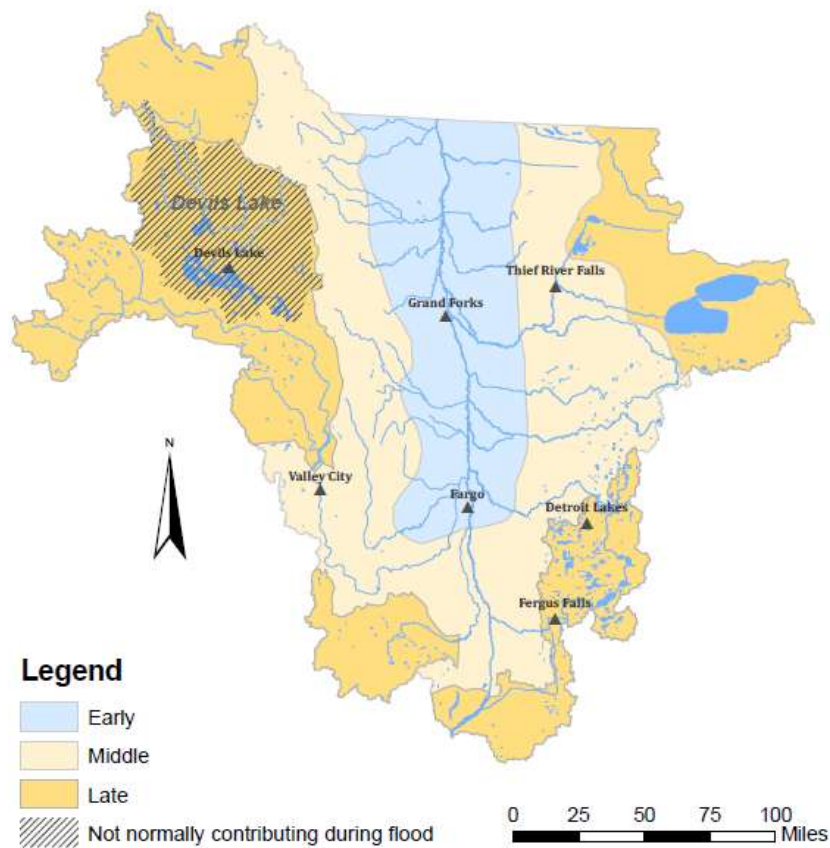 Devils Lake
Devils Lake
Thief River Falls
Grand Forks
N
Valley City
Fargo
Detroit Lakes
Fergus Falls
Legend
Early
Middle
Late
Not normally contributing during flood
0 25 50 75 100
Miles